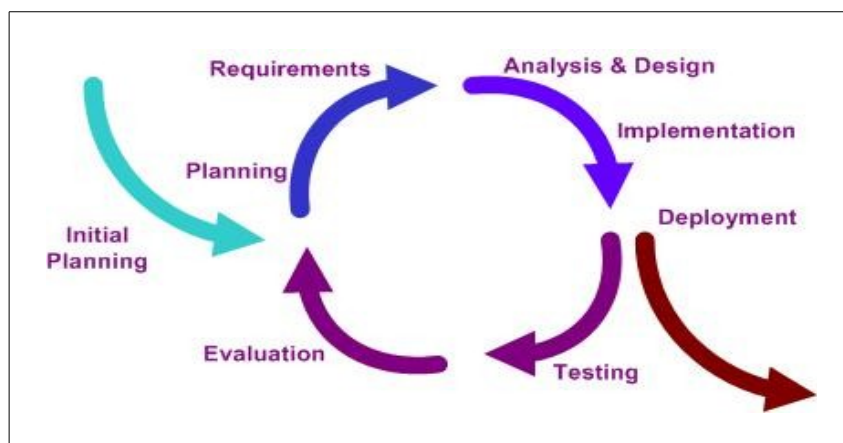 Requirements
Analysis & Design
Implementation
Planning
Deployment
Initial
Planning
Evaluation
Testing